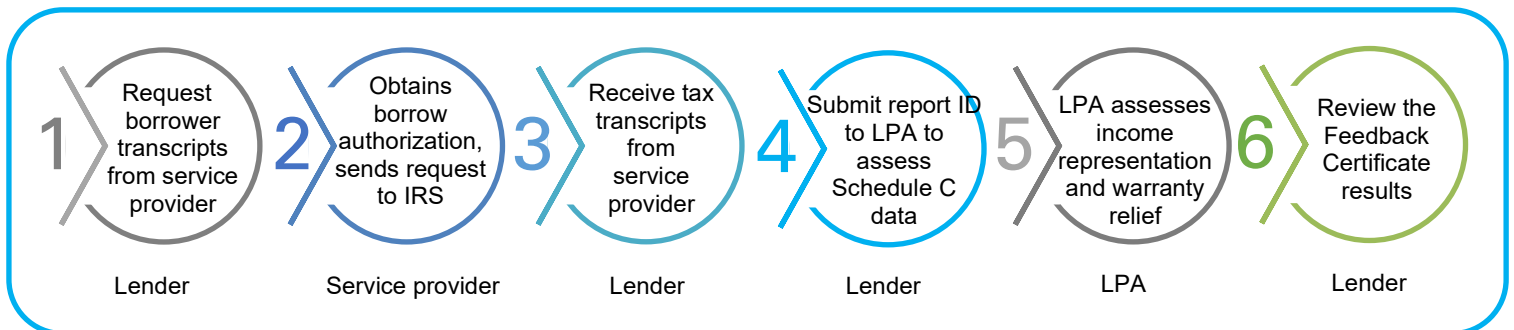 1
Request
borrower
transcripts
from service
provider
Lender
2
Obtains
borrow
authorization,
sends request
to IRS
Service provider
3
Receive tax
transcripts
from
service
provider
Lender
4
Submit report ID
to LPA to
assess
Schedule C
data
Lender
5
LPA assesses
income
representation
and warranty
relief
LPA
6
Review the
Feedback
Certificate
results
Lender